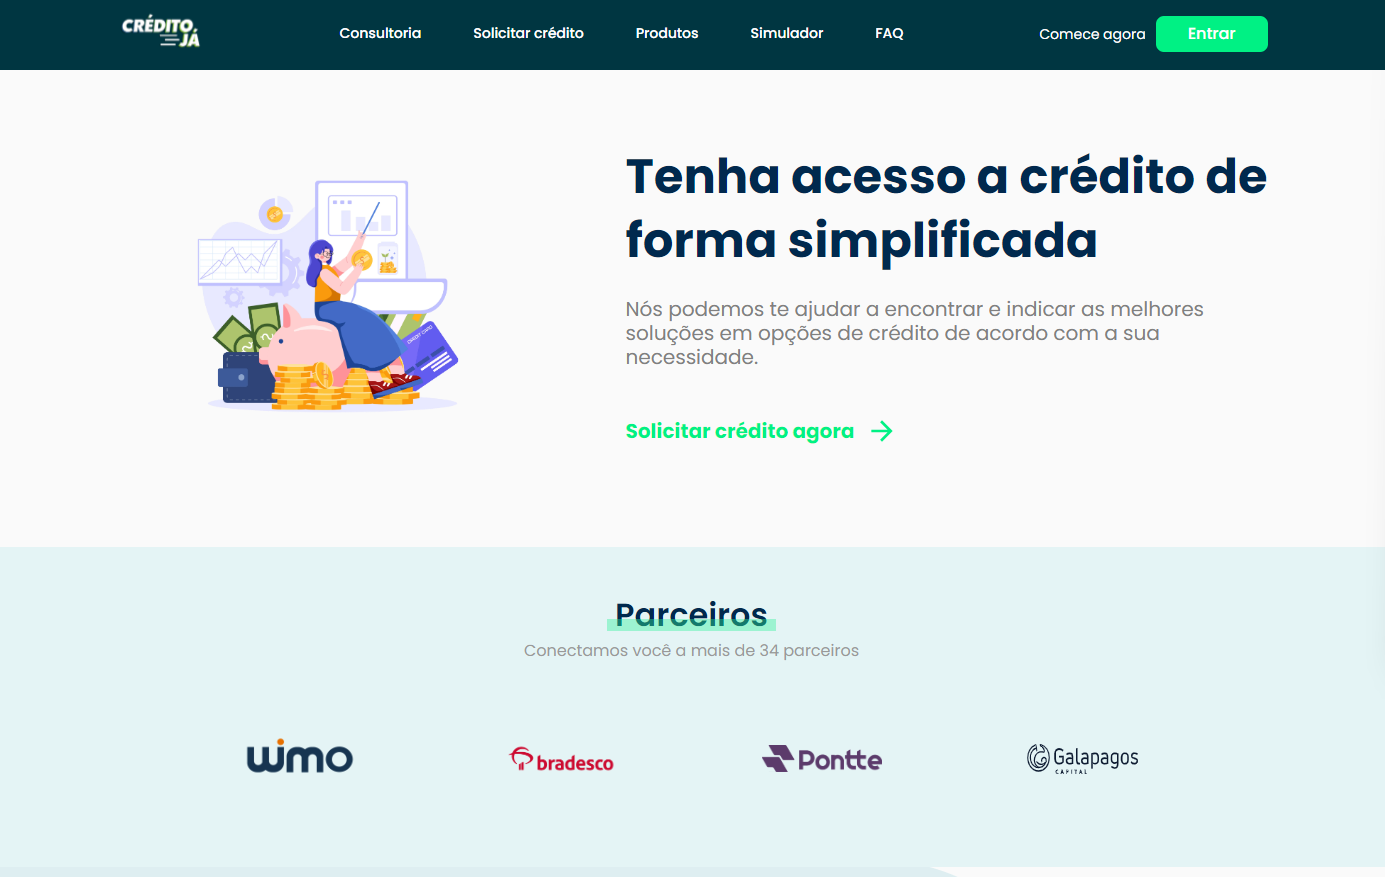 CRÉDITO,
JÁ
Consultoria
Solicitar crédito
Produtos
Simulador
FAQ
Comece agora
Entrar
Tenha acesso a crédito de
forma simplificada
Nós podemos te ajudar a encontrar e indicar as melhores
soluções em opções de crédito de acordo com a sua
necessidade.
Solicitar crédito agora
CREDIT CARD
Parceiros
Conectamos você a mais de 34 parceiros
wimo
bradesco
Pontte
Galapagos
CAPITAL